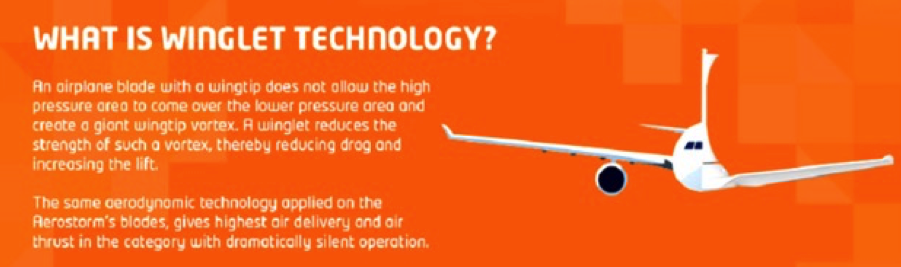 WHAT IS WINGLET TECHNOLOGY?
An airplane blade with a wingtip does not allow the high
pressure area to come over the lower pressure area and
create a giant wingtip vortex. A winglet reduces the
strength of such a vortex, thereby reducing drag and
increasing the lift.
The same aerodynamic technology applied on the
Aerostorm's blades, gives highest air delivery and air
thrust in the category with dramatically silent operation.